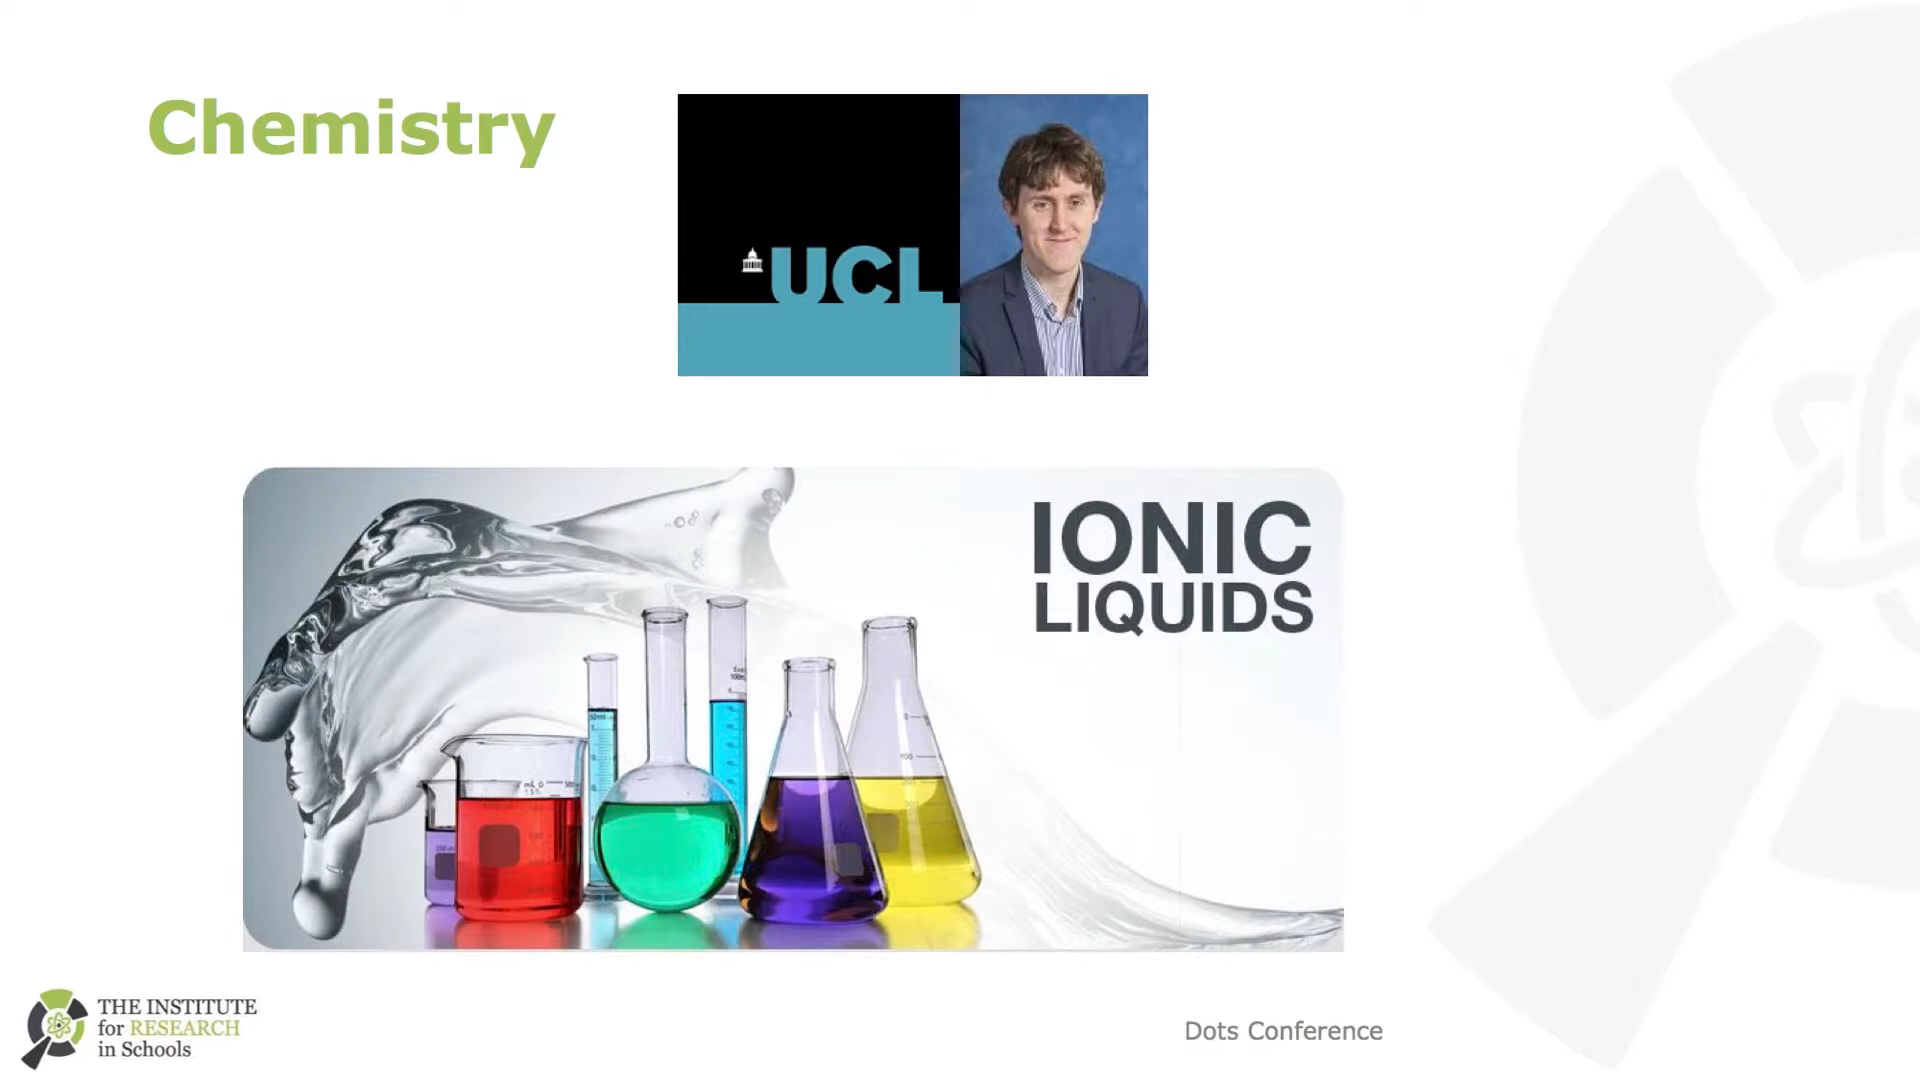 Chemistry
UCL
IONIC
LIQUIDS
THE INSTITUTE
for RESEARCH
in Schools
Dots Conference